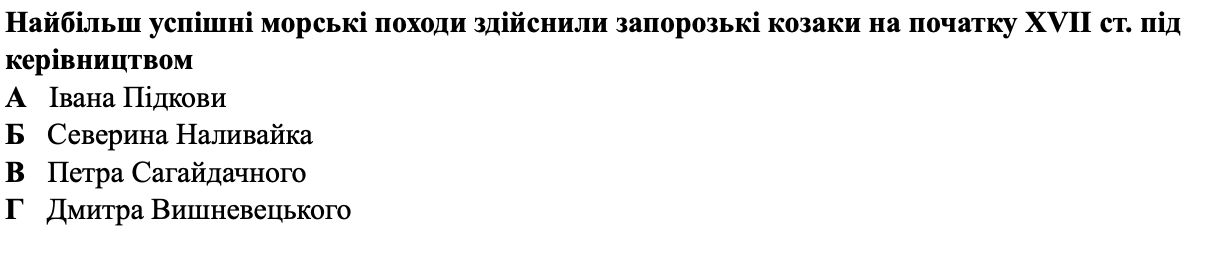 Найбільш успішні морські походи здійснили запорозькі козаки на початку XVII ст. під
керівництвом
А Івана Підкови
Б Северина Наливайка
В Петра Сагайдачного
Г Дмитра Вишневецького